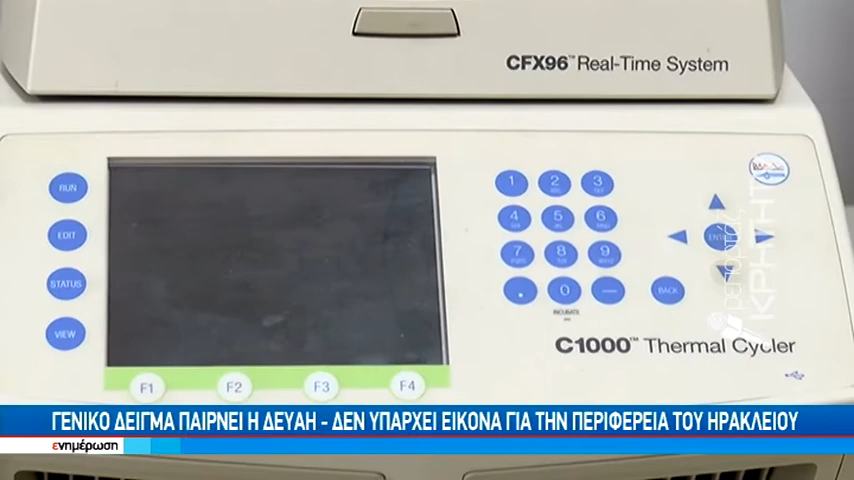 CFX96™ Real-Time System
RUN
EDIT
STATUS
VIEW
1 2 3
4 5 6
7 8 9
. 0 —
INCUBATE
BACK
C1000™ Thermal Cycler
F1 F2 F3 F4
ρεπορτάζ
ΚΡΗΤΗ
ΓΕΝΙΚΟ ΔΕΙΓΜΑ ΠΑΙΡΝΕΙ Η ΔΕΥΑΗ – ΔΕΝ ΥΠΑΡΧΕΙ ΕΙΚΟΝΑ ΓΙΑ ΤΗΝ ΠΕΡΙΦΕΡΕΙΑ ΤΟΥ ΗΡΑΚΛΕΙΟΥ
ενημέρωση